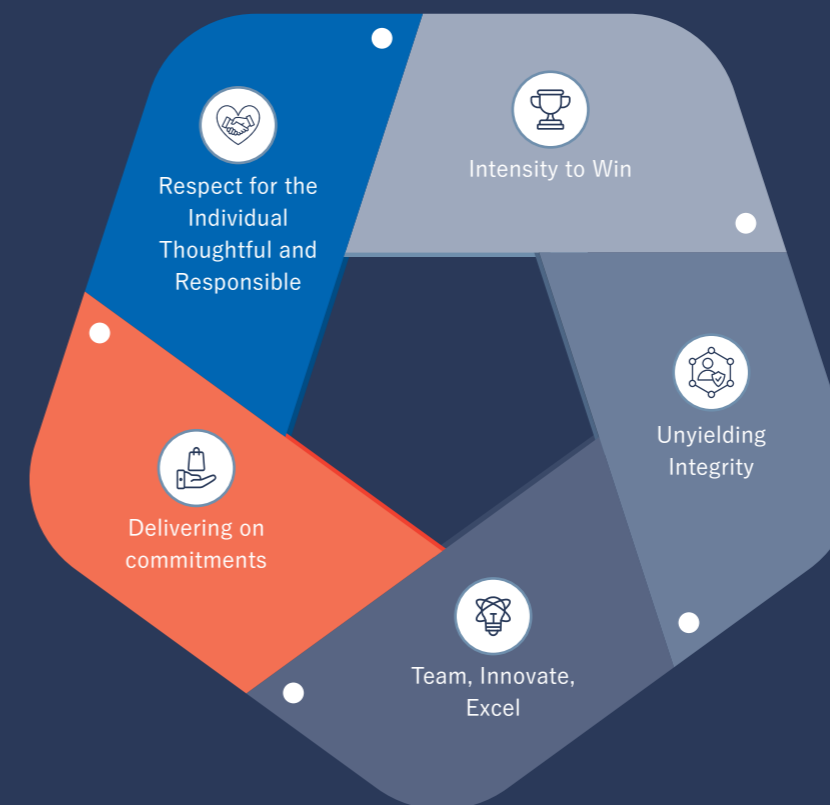 Respect for the
Individual
Thoughtful and
Responsible
Intensity to Win
Unyielding
Integrity
Delivering on
commitments
Team, Innovate,
Excel